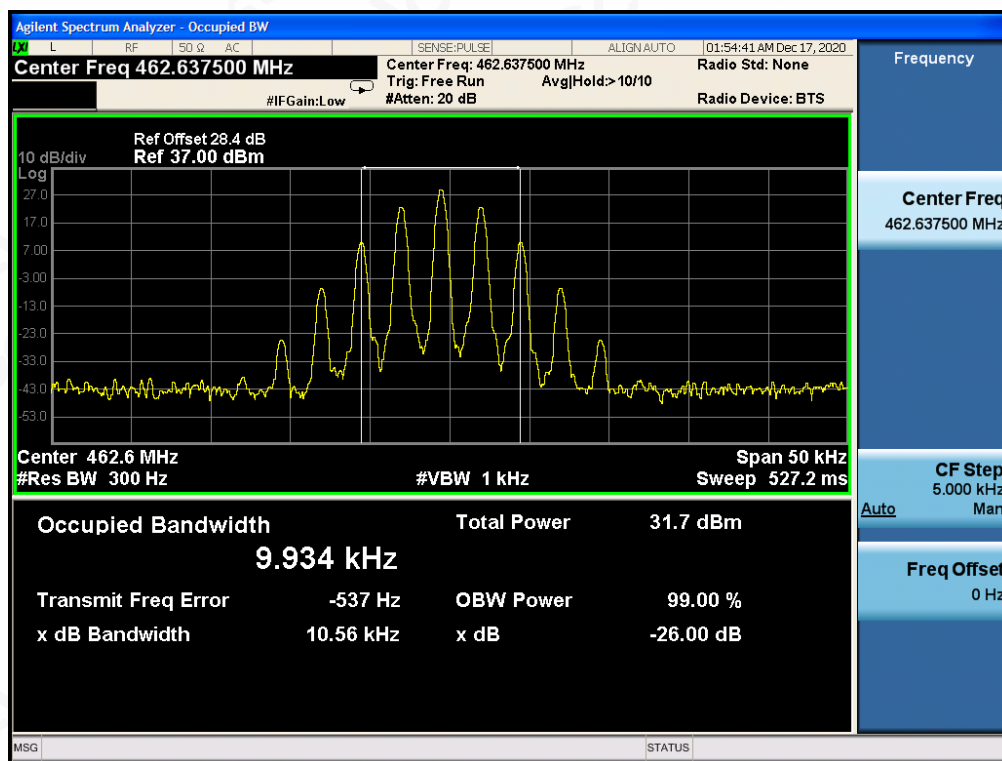 Agilent Spectrum Analyzer - Occupied BW
LXI L RF 50 Ω AC SENSE:PULSE ALIGN AUTO 01:54:41 AM Dec 17, 2020
Center Freq 462.637500 MHz
Center Freq: 462.637500 MHz
Radio Std: None
Trig: Free Run Avg|Hold:>10/10
#IFGain:Low
#Atten: 20 dB
Radio Device: BTS
Ref Offset 28.4 dB
10 dB/div Ref 37.00 dBm
Log
27.0
17.0
7.00
-3.00
-13.0
-23.0
-33.0
-43.0
-53.0
Center 462.6 MHz Span 50 kHz
#Res BW 300 Hz #VBW 1 kHz Sweep 527.2 ms
Occupied Bandwidth Total Power 31.7 dBm
9.934 kHz
Transmit Freq Error -537 Hz OBW Power 99.00 %
x dB Bandwidth 10.56 kHz x dB -26.00 dB
Frequency
Center Freq
462.637500 MHz
CF Step
5.000 kHz
Auto Man
Freq Offset
0 Hz
MSG STATUS